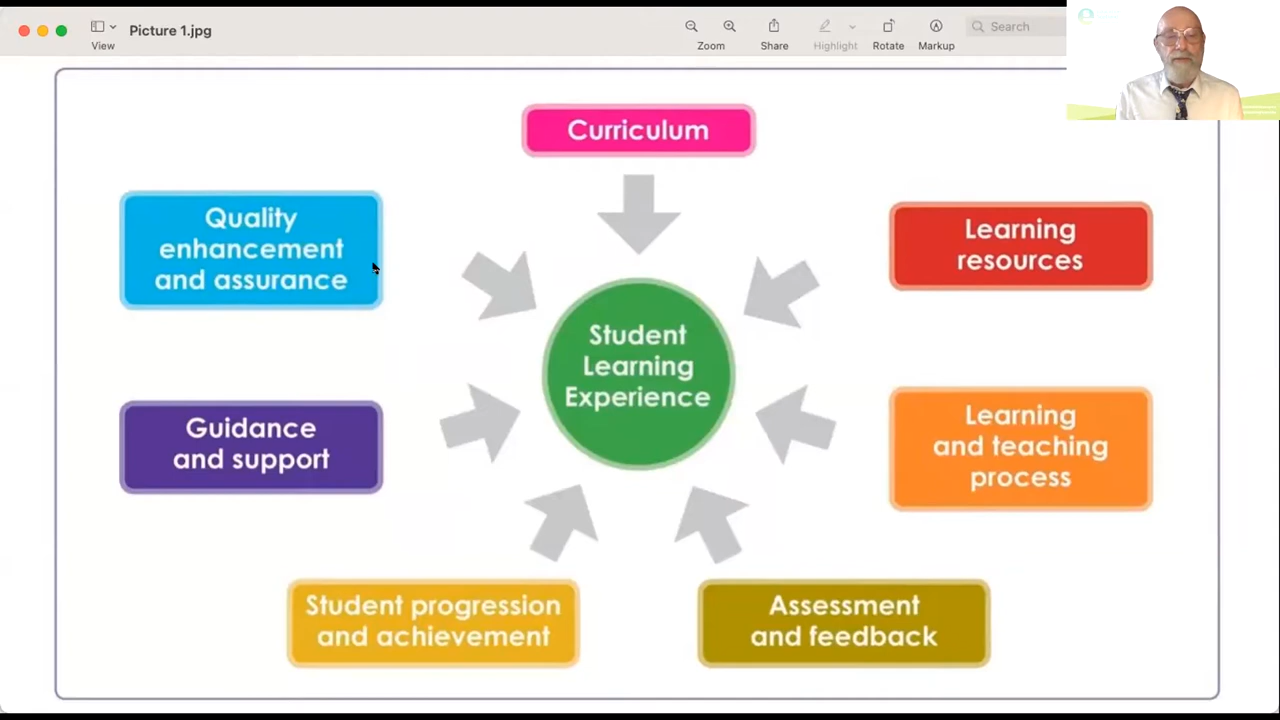 Picture 1.jpg
View
Zoom
Share
Highlight
Rotate
Markup
Search
Curriculum
Quality
enhancement
and assurance
Learning
resources
Student
Learning
Experience
Guidance
and support
Learning
and teaching
process
Student progression
and achievement
Assessment
and feedback